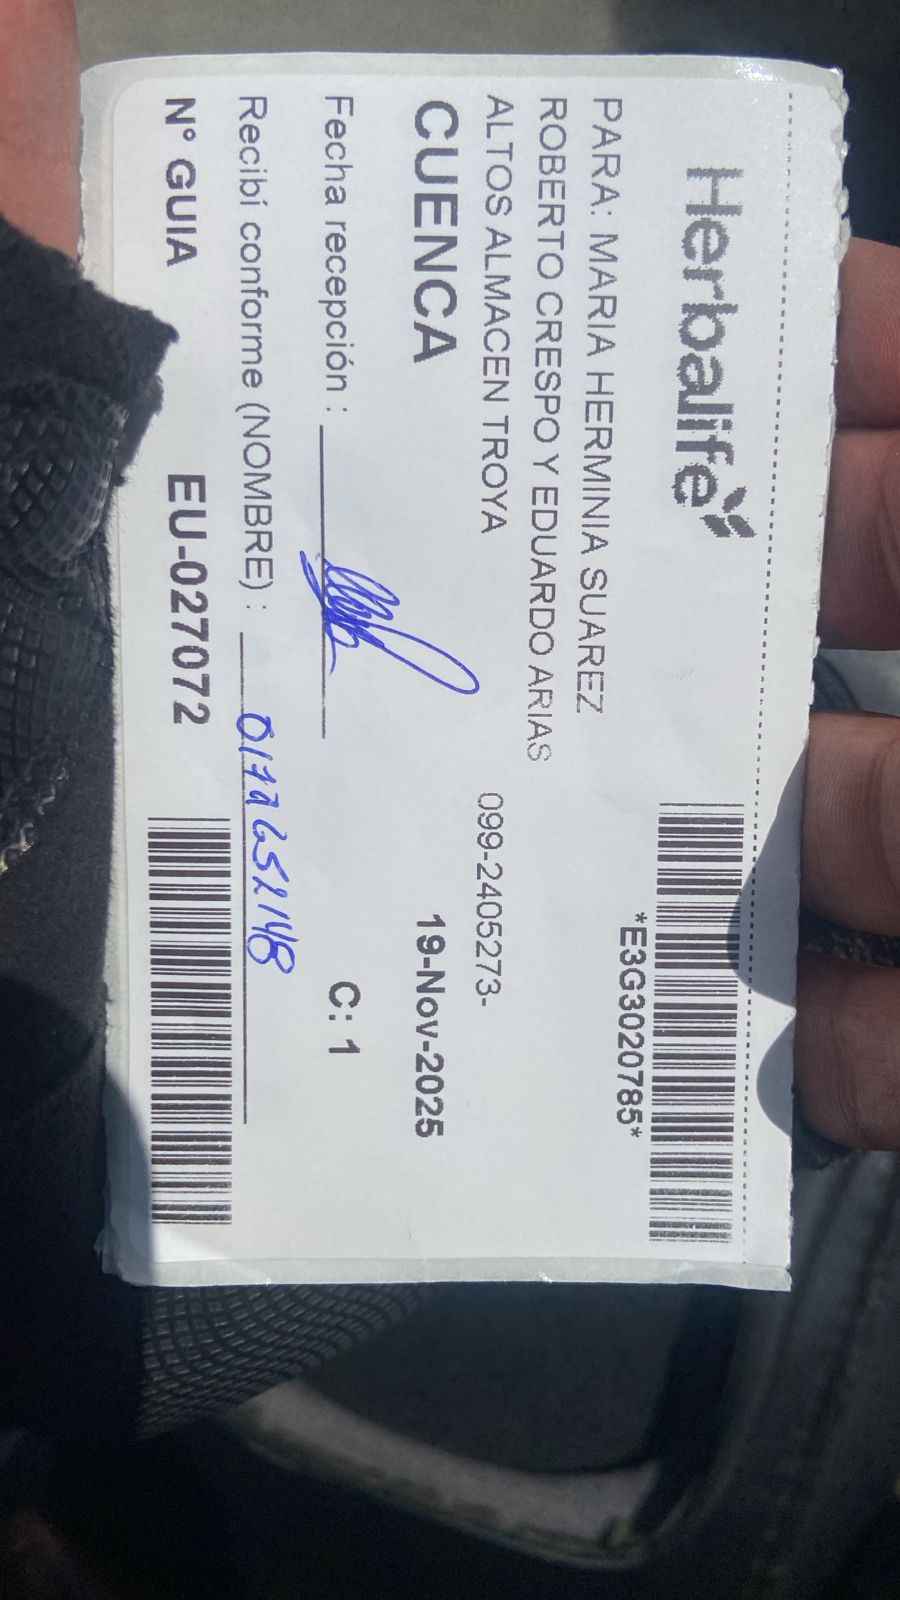 Herbalife
*E3G3020785*
PARA: MARIA HERMINIA SUAREZ
ROBERTO CRESPO Y EDUARDO ARIAS
ALTOS ALMACEN TROYA 099-2405273-
CUENCA 19-Nov-2025
Fecha recepción : C: 1
Recibí conforme (NOMBRE) :
N° GUIA EU-027072